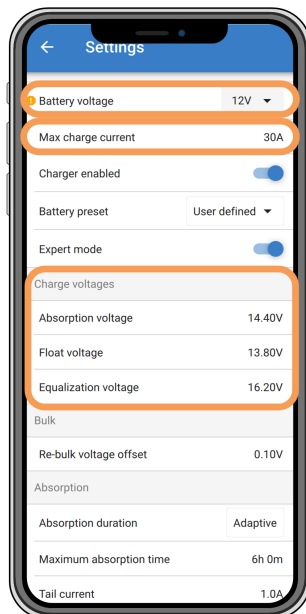 Settings
Battery voltage 12V
Max charge current 30A
Charger enabled
Battery preset User defined
Expert mode
Charge voltages
Absorption voltage 14.40V
Float voltage 13.80V
Equalization voltage 16.20V
Bulk
Re-bulk voltage offset 0.10V
Absorption
Absorption duration Adaptive
Maximum absorption time 6h 0m
Tail current 1.0A